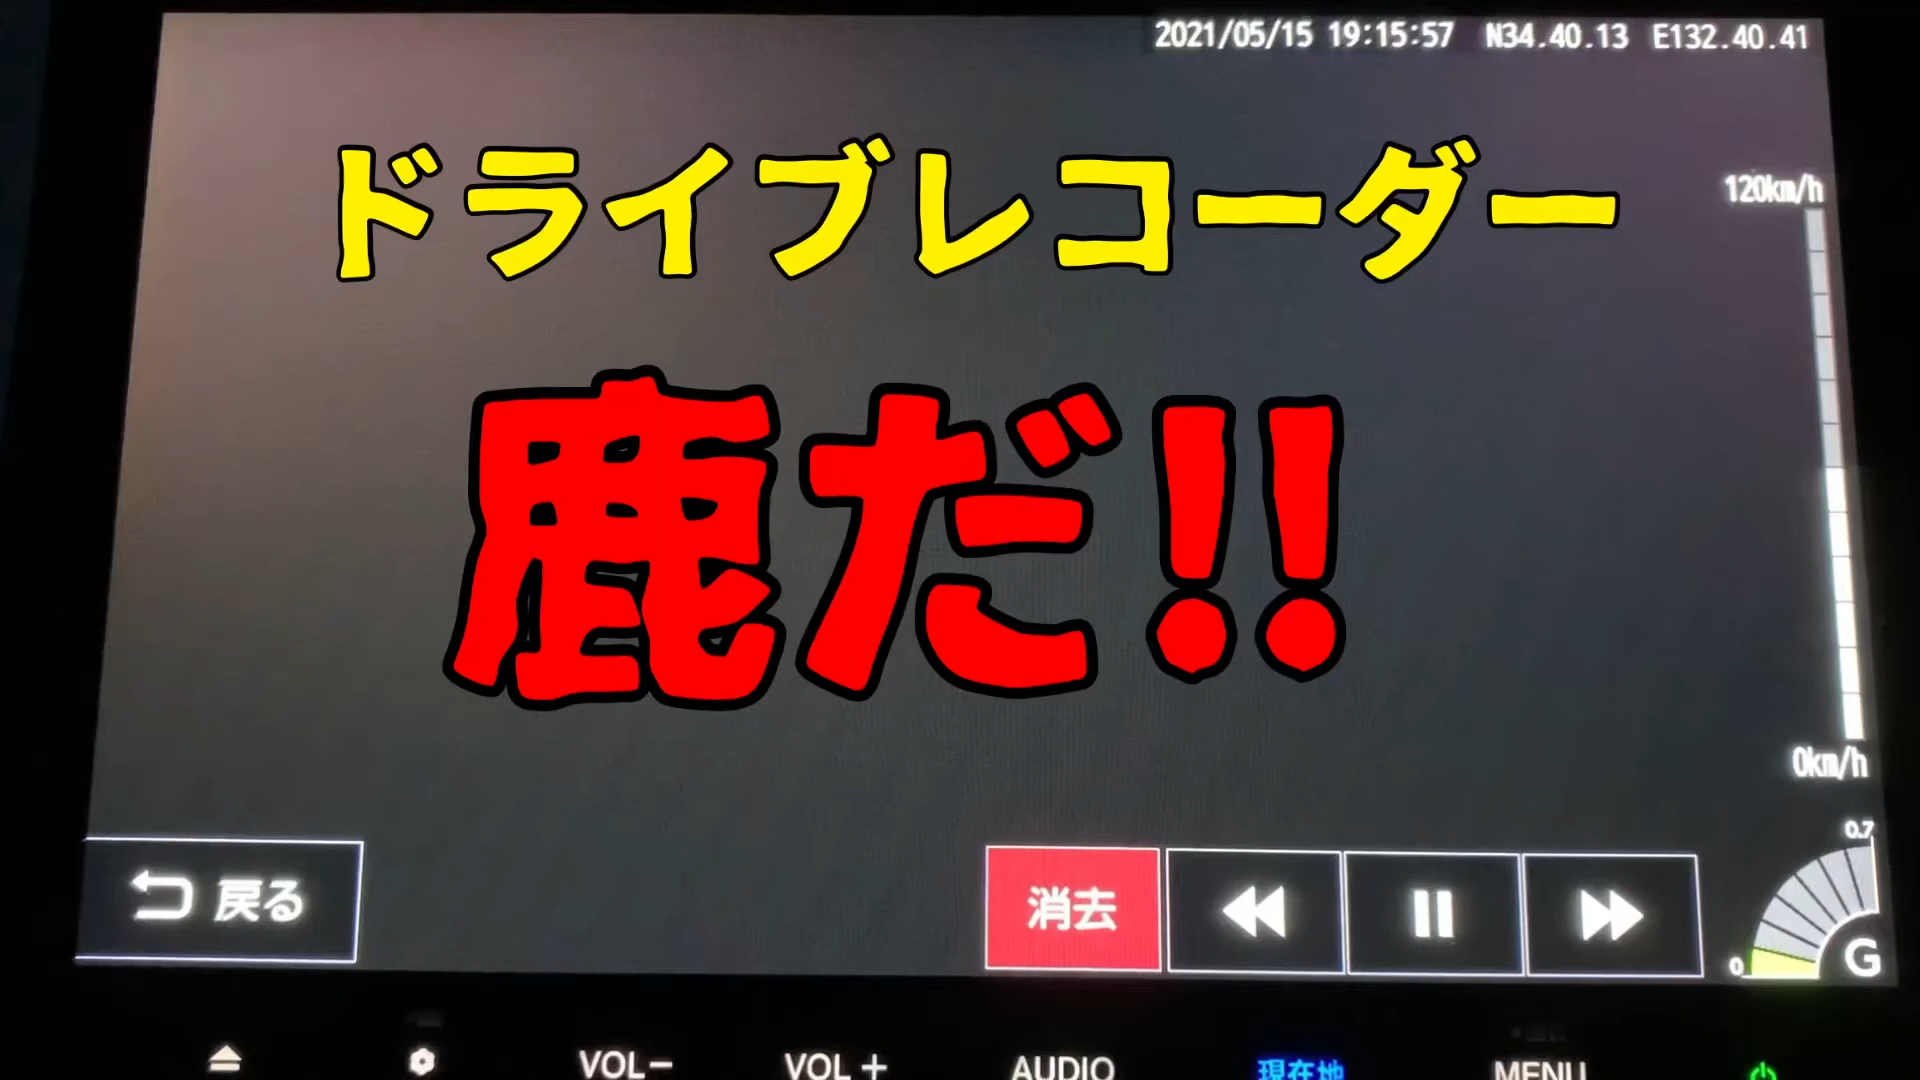 2021/05/15 19:15:57 N34.40.13 E132.40.41
ドライブレコーダー
120km/h
鹿だ!!
0km/h
0.7
戻る
消去
0
G
VOL− VOL + AUDIO 現在地 MENU